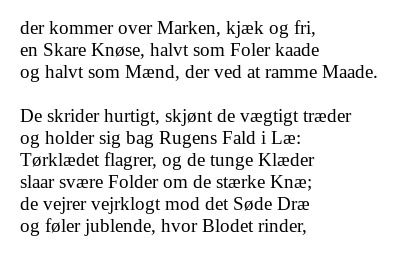 der kommer over Marken, kjæk og fri,
en Skare Knøse, halvt som Foler kaade
og halvt som Mænd, der ved at ramme Maade.

De skrider hurtigt, skjønt de vægtigt træder
og holder sig bag Rugens Fald i Læ:
Tørklædet flagrer, og de tunge Klæder
slaar svære Folder om de stærke Knæ;
de vejrer vejrklogt mod det Søde Dræ
og føler jublende, hvor Blodet rinder,